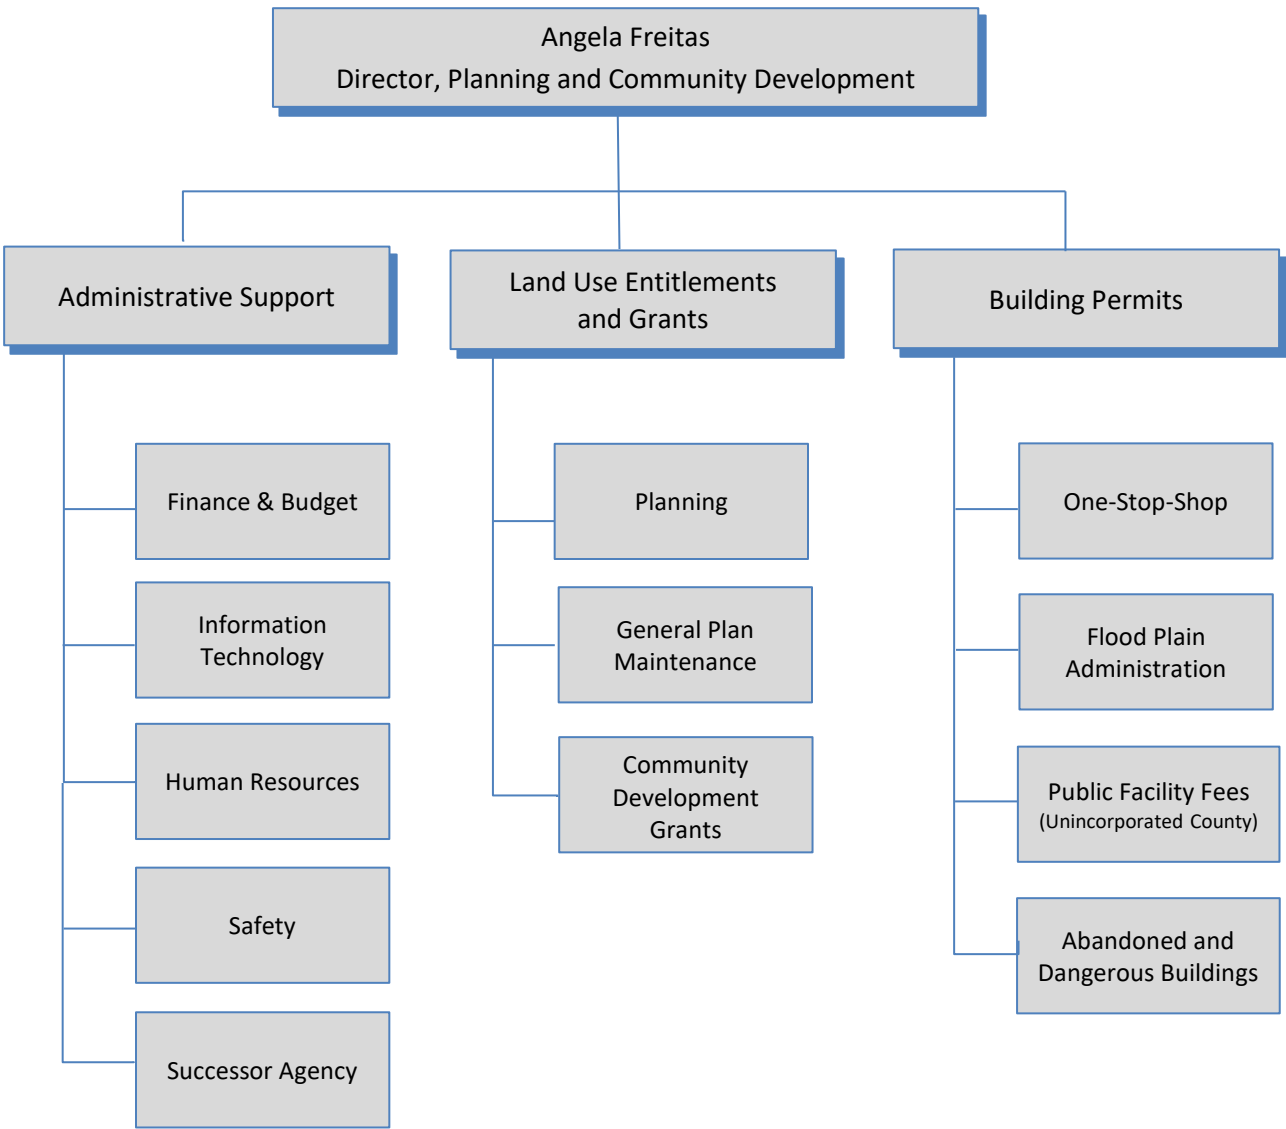 Angela Freitas
Director, Planning and Community Development
Administrative Support
Land Use Entitlements
and Grants
Building Permits
Finance & Budget
Information
Technology
Human Resources
Safety
Successor Agency
Planning
General Plan
Maintenance
Community
Development
Grants
One-Stop-Shop
Flood Plain
Administration
Public Facility Fees
(Unincorporated County)
Abandoned and
Dangerous Buildings